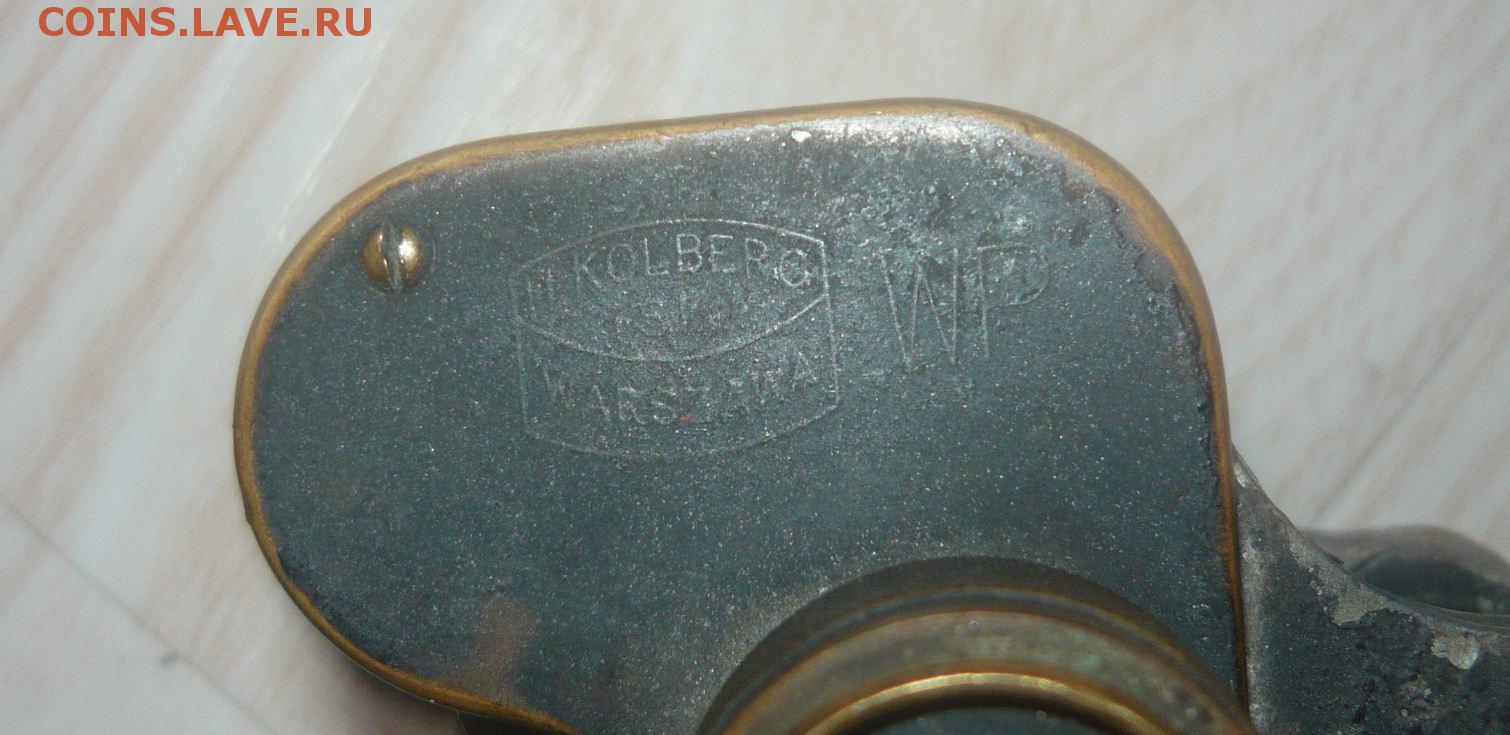 COINS.LAVE.RU
H. KOLBERG
WARSZAWA
WP